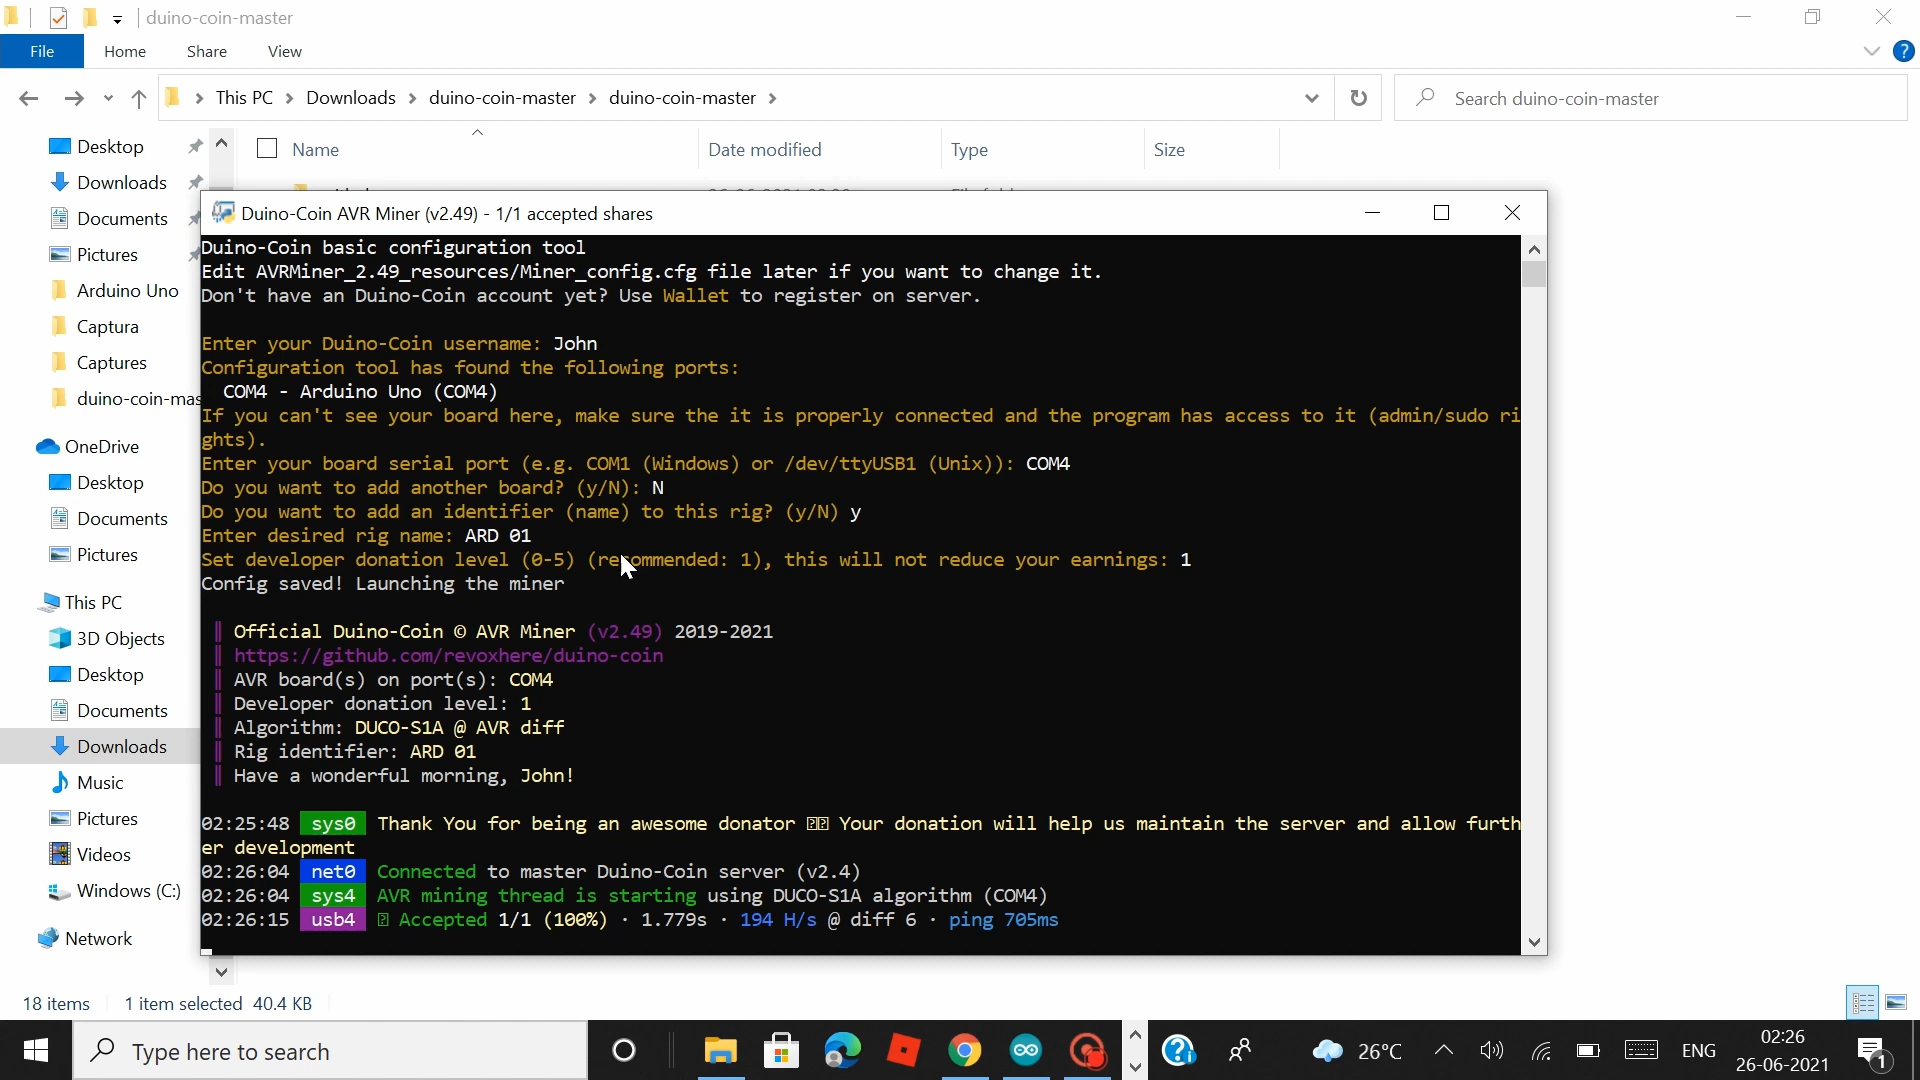 duino-coin-master
File Home Share View
This PC Downloads duino-coin-master duino-coin-master
Search duino-coin-master
Name Date modified Type Size
Desktop
Downloads
Documents
Pictures
Arduino Uno
Captura
Captures
duino-coin-mas
OneDrive
Desktop
Documents
Pictures
This PC
3D Objects
Desktop
Documents
Downloads
Music
Pictures
Videos
Windows (C:)
Network
Duino-Coin AVR Miner (v2.49) - 1/1 accepted shares
Duino-Coin basic configuration tool
Edit AVRMiner_2.49_resources/Miner_config.cfg file later if you want to change it.
Don't have an Duino-Coin account yet? Use Wallet to register on server.
Enter your Duino-Coin username: John
Configuration tool has found the following ports:
COM4 - Arduino Uno (COM4)
If you can't see your board here, make sure the it is properly connected and the program has access to it (admin/sudo ri
ghts).
Enter your board serial port (e.g. COM1 (Windows) or /dev/ttyUSB1 (Unix)): COM4
Do you want to add another board? (y/N): N
Do you want to add an identifier (name) to this rig? (y/N) y
Enter desired rig name: ARD 01
Set developer donation level (0-5) (recommended: 1), this will not reduce your earnings: 1
Config saved! Launching the miner
Official Duino-Coin © AVR Miner (v2.49) 2019-2021
https://github.com/revoxhere/duino-coin
AVR board(s) on port(s): COM4
Developer donation level: 1
Algorithm: DUCO-S1A @ AVR diff
Rig identifier: ARD 01
Have a wonderful morning, John!
02:25:48 sys0 Thank You for being an awesome donator Your donation will help us maintain the server and allow furth
er development
02:26:04 net0 Connected to master Duino-Coin server (v2.4)
02:26:04 sys4 AVR mining thread is starting using DUCO-S1A algorithm (COM4)
02:26:15 usb4 Accepted 1/1 (100%) · 1.779s · 194 H/s @ diff 6 · ping 705ms
18 items 1 item selected 40.4 KB
Type here to search
26°C
ENG
02:26
26-06-2021
1